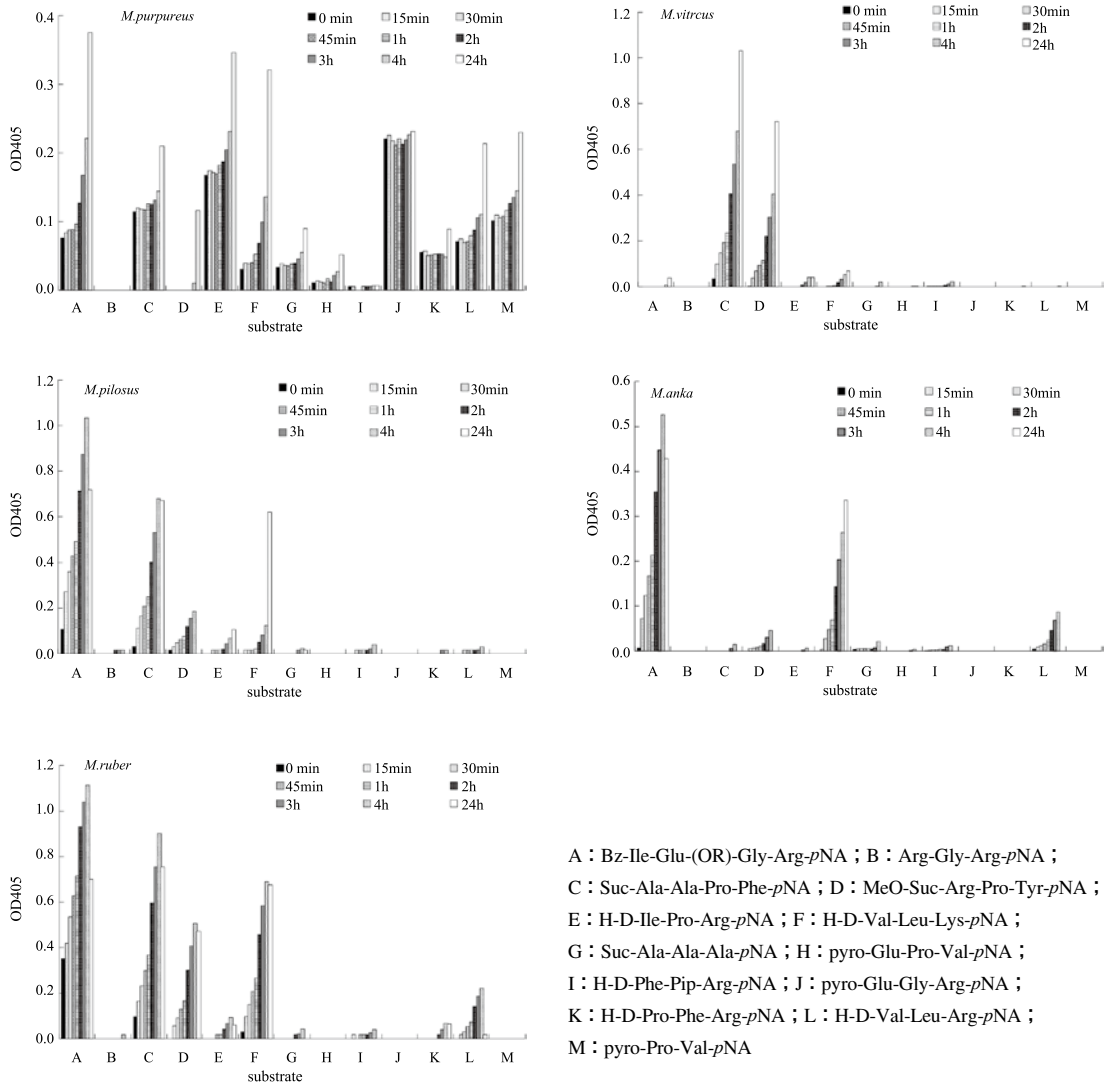 M.purpureus
0 min 15min 30min
45min 1h 2h
3h 4h 24h
0.4
0.3
0.2
0.1
0.0
OD405
A B C D E F G H I J K L M
substrate
M.vitrcus
0 min 15min 30min
45min 1h 2h
3h 4h 24h
1.2
1.0
0.8
0.6
0.4
0.2
0.0
OD405
A B C D E F G H I J K L M
substrate
M.pilosus
0 min 15min 30min
45min 1h 2h
3h 4h 24h
1.2
1.0
0.8
0.6
0.4
0.2
0.0
OD405
A B C D E F G H I J K L M
substrate
M.anka
0 min 15min 30min
45min 1h 2h
3h 4h 24h
0.6
0.5
0.4
0.3
0.2
0.1
0.0
OD405
A B C D E F G H I J K L M
substrate
M.ruber
0 min 15min 30min
45min 1h 2h
3h 4h 24h
1.2
1.0
0.8
0.6
0.4
0.2
0.0
OD405
A B C D E F G H I J K L M
substrate
A：Bz-Ile-Glu-(OR)-Gly-Arg-pNA；B：Arg-Gly-Arg-pNA；
C：Suc-Ala-Ala-Pro-Phe-pNA；D：MeO-Suc-Arg-Pro-Tyr-pNA；
E：H-D-Ile-Pro-Arg-pNA；F：H-D-Val-Leu-Lys-pNA；
G：Suc-Ala-Ala-Ala-pNA；H：pyro-Glu-Pro-Val-pNA；
I：H-D-Phe-Pip-Arg-pNA；J：pyro-Glu-Gly-Arg-pNA；
K：H-D-Pro-Phe-Arg-pNA；L：H-D-Val-Leu-Arg-pNA；
M：pyro-Pro-Val-pNA